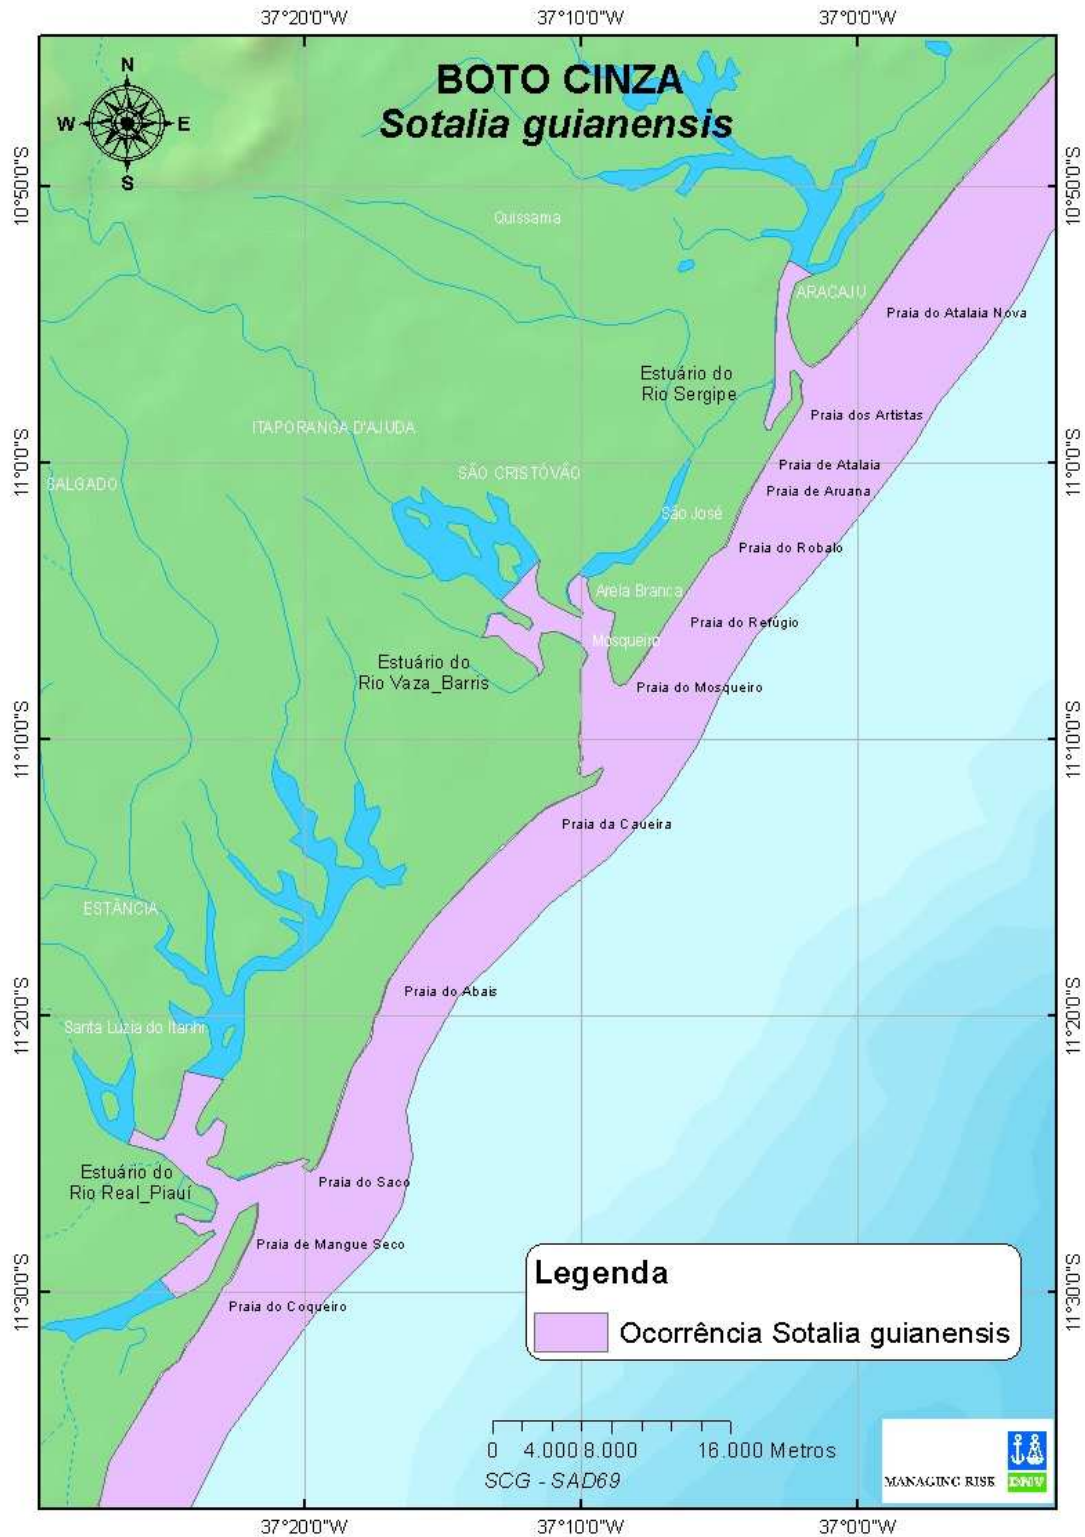 37°20'0"W 37°10'0"W 37°0'0"W
BOTO CINZA
Sotalia guianensis
N
W E
S
10°50'0"S 10°50'0"S
Quissama
ARACAJU
Praia do Atalaia Nova
Estuário do
Rio Sergipe
Praia dos Artistas
ITAPORANGA D'AJUDA
11°0'0"S 11°0'0"S
SÃO CRISTÓVÃO
Praia de Atalaia
SALGADO
Praia de Aruana
São José
Praia do Robalo
Areia Branca
Praia do Refúgio
Mosqueiro
Estuário do
Rio Vaza_Barris
Praia do Mosqueiro
11°10'0"S 11°10'0"S
Praia da Caueira
ESTÂNCIA
Praia do Abais
11°20'0"S 11°20'0"S
Santa Luzia do Itanhi
Estuário do
Rio Real_Piauí
Praia do Saco
Praia de Mangue Seco
11°30'0"S 11°30'0"S
Praia do Coqueiro
Legenda
Ocorrência Sotalia guianensis
0 4.000 8.000 16.000 Metros
SCG - SAD69
MANAGING RISK DNV
37°20'0"W 37°10'0"W 37°0'0"W